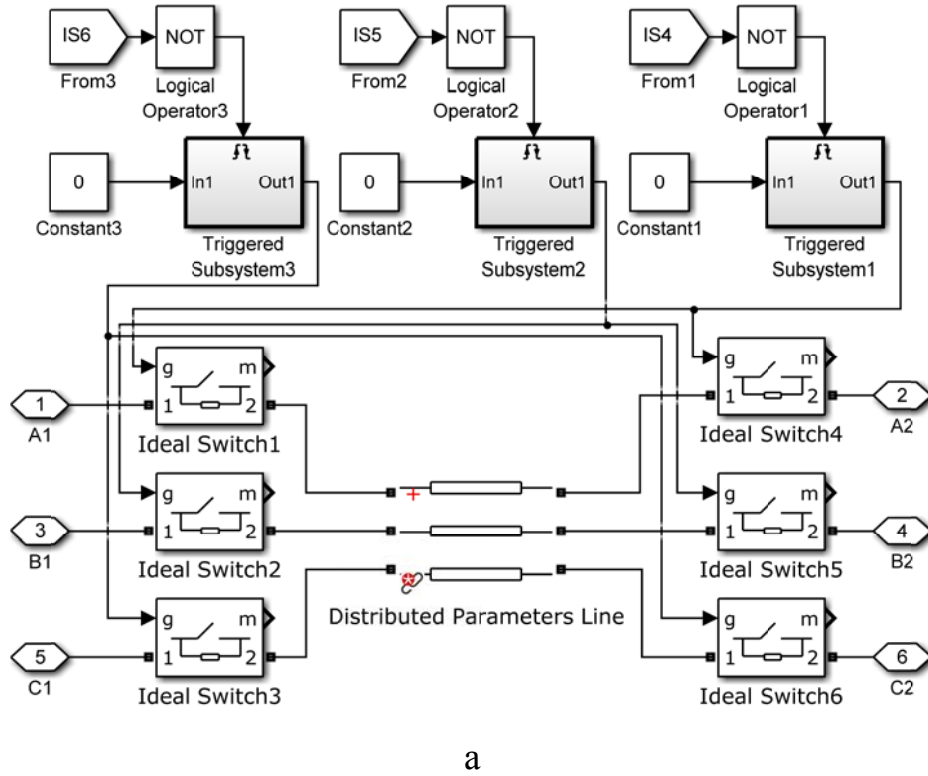 IS6 NOT IS5 NOT IS4 NOT
From3 Logical From2 Logical From1 Logical
Operator3 Operator2 Operator1
0 In1 Out1 0 In1 Out1 0 In1 Out1
Constant3 Constant2 Constant1
Triggered Triggered Triggered
Subsystem3 Subsystem2 Subsystem1
g m g m
1 1 2 1 2 2
A1 Ideal Switch1 Ideal Switch4 A2
g m g m
3 1 2 1 2 4
B1 Ideal Switch2 Ideal Switch5 B2
Distributed Parameters Line
g m g m
5 1 2 1 2 6
C1 Ideal Switch3 Ideal Switch6 C2
a